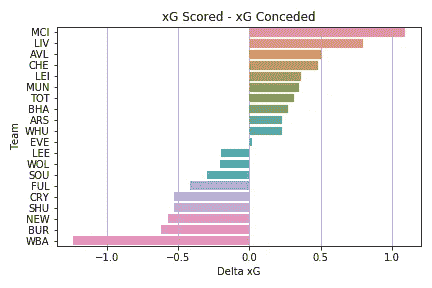 xG Scored - xG Conceded
MCI
LIV
AVL
CHE
LEI
MUN
TOT
BHA
ARS
WHU
EVE
LEE
WOL
SOU
FUL
CRY
SHU
NEW
BUR
WBA
Team
−1.0 −0.5 0.0 0.5 1.0
Delta xG